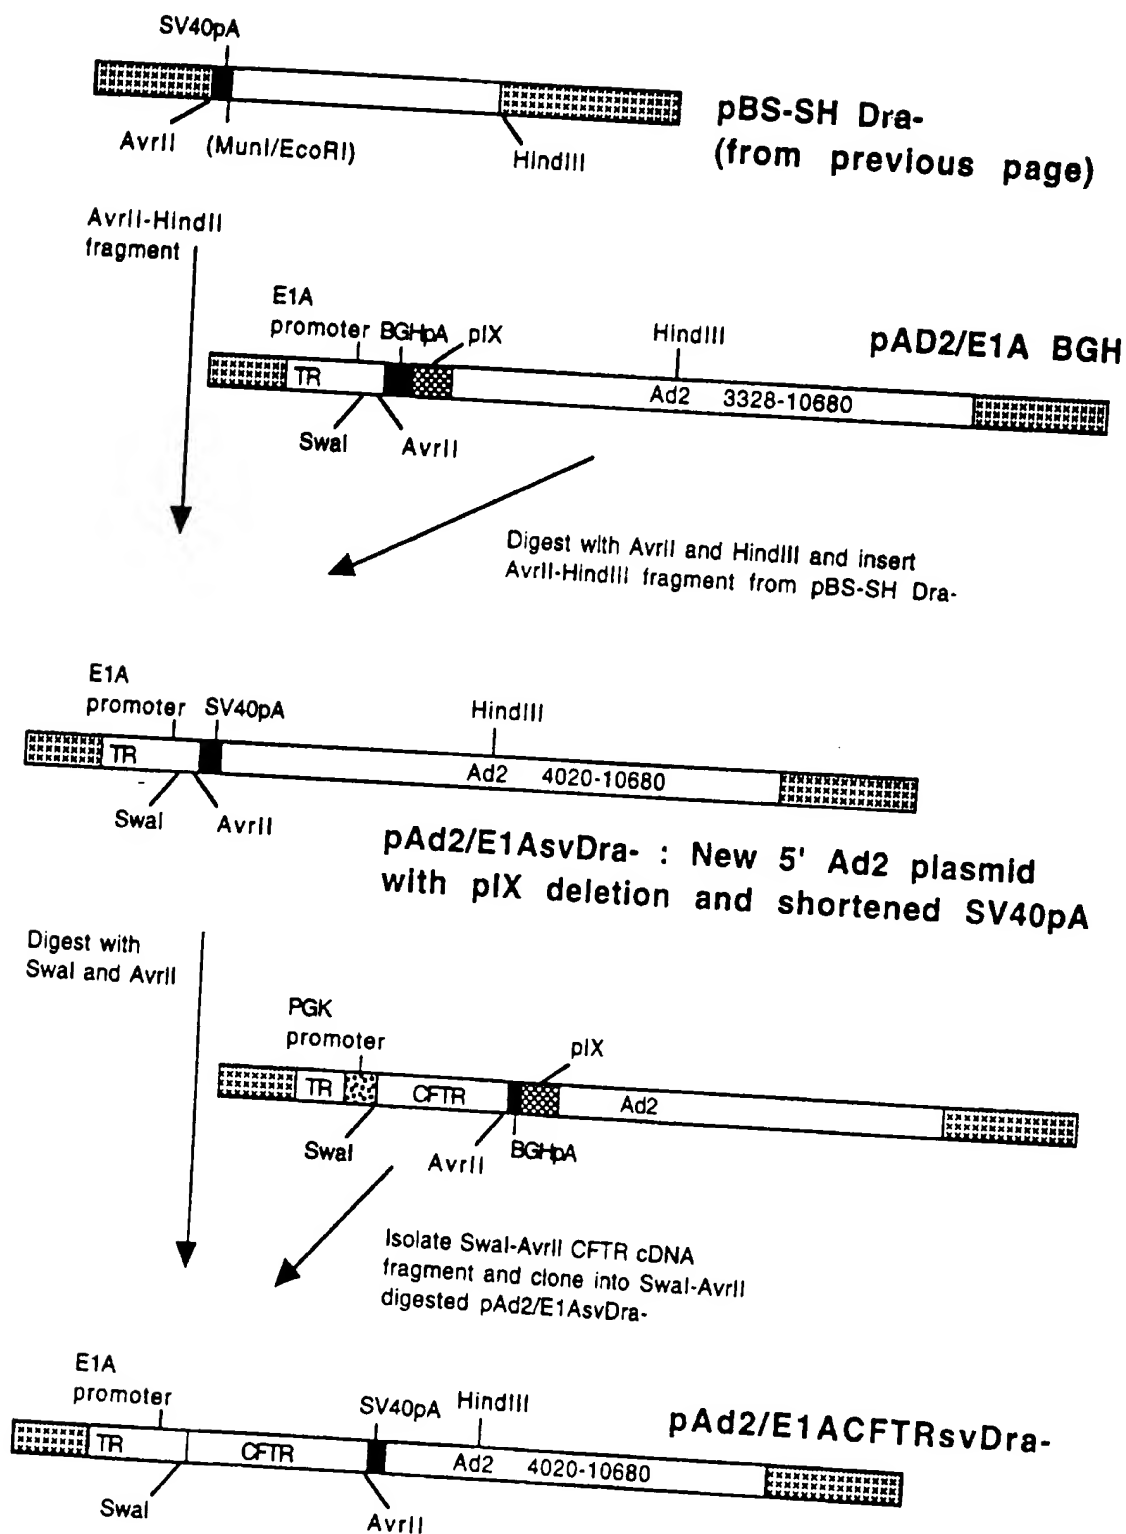 SV40pA
AvrII (MunI/EcoRI)
HindIII
pBS-SH Dra-
(from previous page)
AvrII-HindII
fragment
E1A
promoter BGHpA pIX
HindIII
pAD2/E1A BGH
TR
Ad2 3328-10680
SwaI AvrII
Digest with AvrII and HindIII and insert
AvrII-HindIII fragment from pBS-SH Dra-
E1A
promoter SV40pA
HindIII
TR
Ad2 4020-10680
SwaI AvrII
pAd2/E1AsvDra- : New 5' Ad2 plasmid
with pIX deletion and shortened SV40pA
Digest with
SwaI and AvrII
PGK
promoter
pIX
TR CFTR Ad2
SwaI AvrII BGHpA
Isolate SwaI-AvrII CFTR cDNA
fragment and clone into SwaI-AvrII
digested pAd2/E1AsvDra-
E1A
promoter
SV40pA HindIII
pAd2/E1ACFTRsvDra-
TR CFTR Ad2 4020-10680
SwaI AvrII